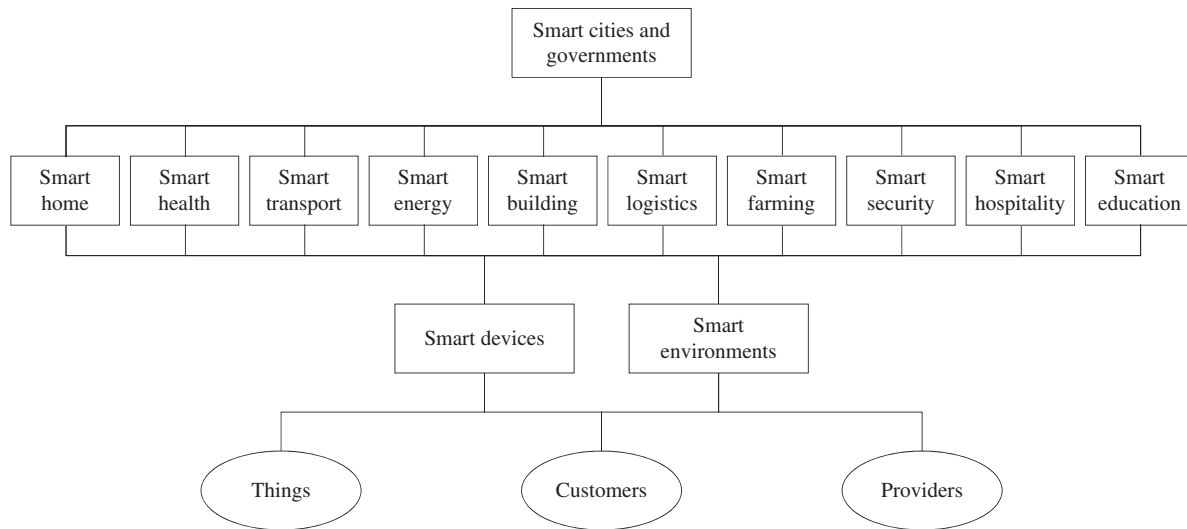 Smart cities and
governments
Smart
home
Smart
health
Smart
transport
Smart
energy
Smart
building
Smart
logistics
Smart
farming
Smart
security
Smart
hospitality
Smart
education
Smart devices
Smart
environments
Things
Customers
Providers